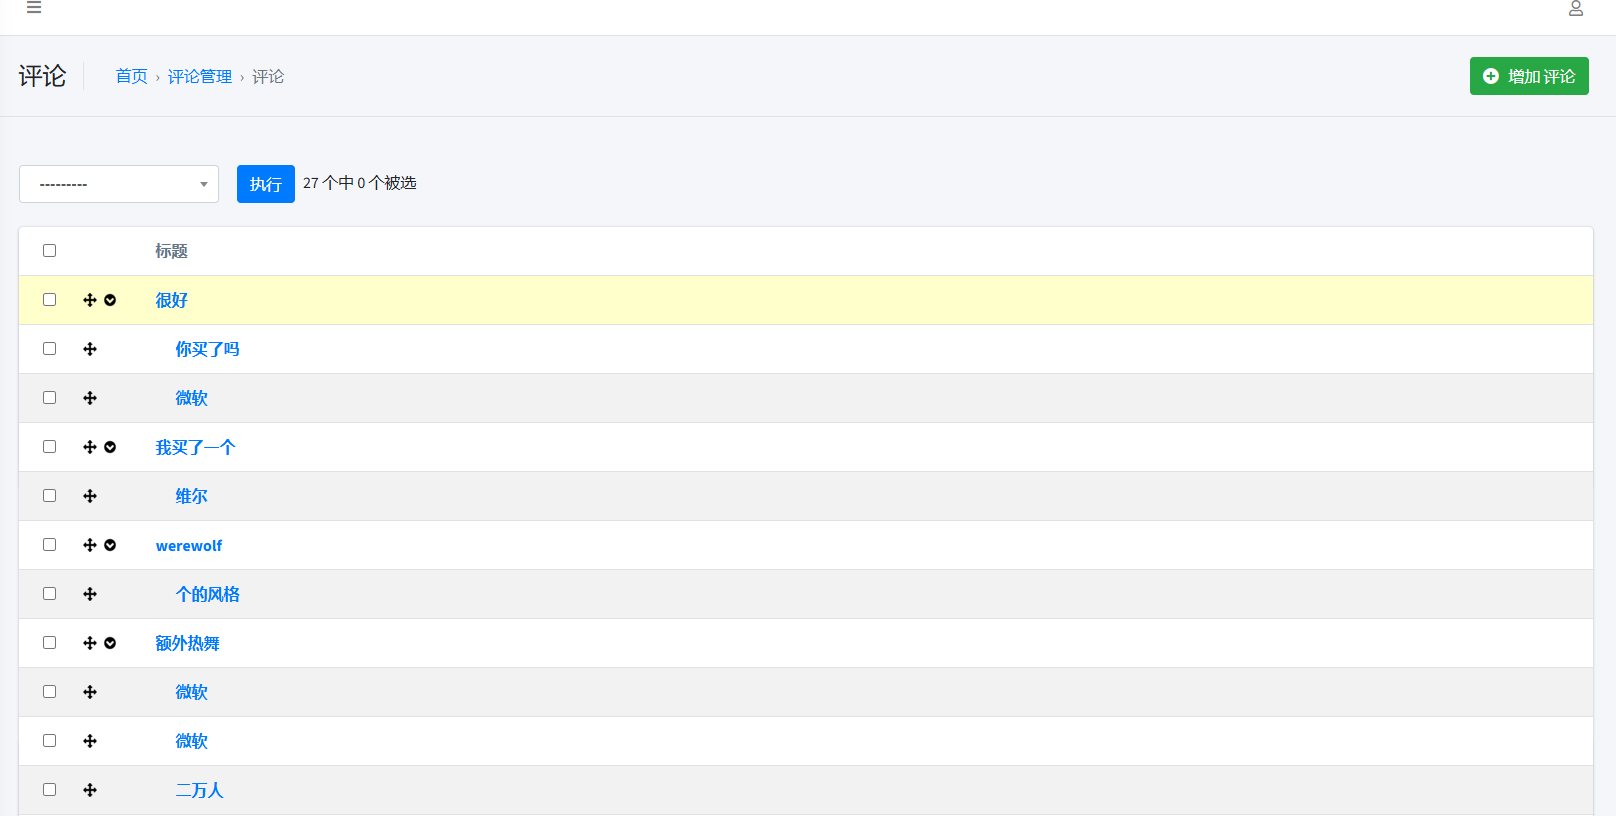 评论
首页 › 评论管理 › 评论
增加 评论
---------
执行
27 个中 0 个被选
标题
很好
你买了吗
微软
我买了一个
维尔
werewolf
个的风格
额外热舞
微软
微软
二万人